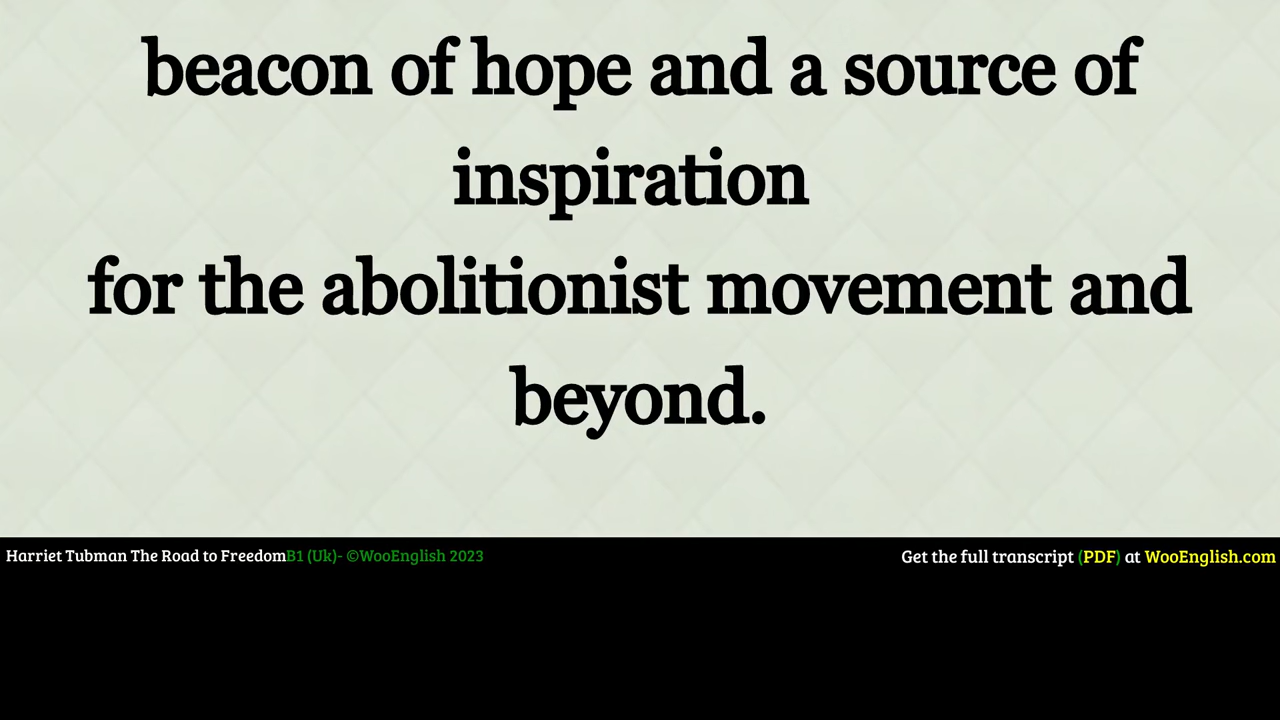 beacon of hope and a source of
inspiration
for the abolitionist movement and
beyond.
Harriet Tubman The Road to FreedomB1 (Uk)- ©WooEnglish 2023
Get the full transcript (PDF) at WooEnglish.com